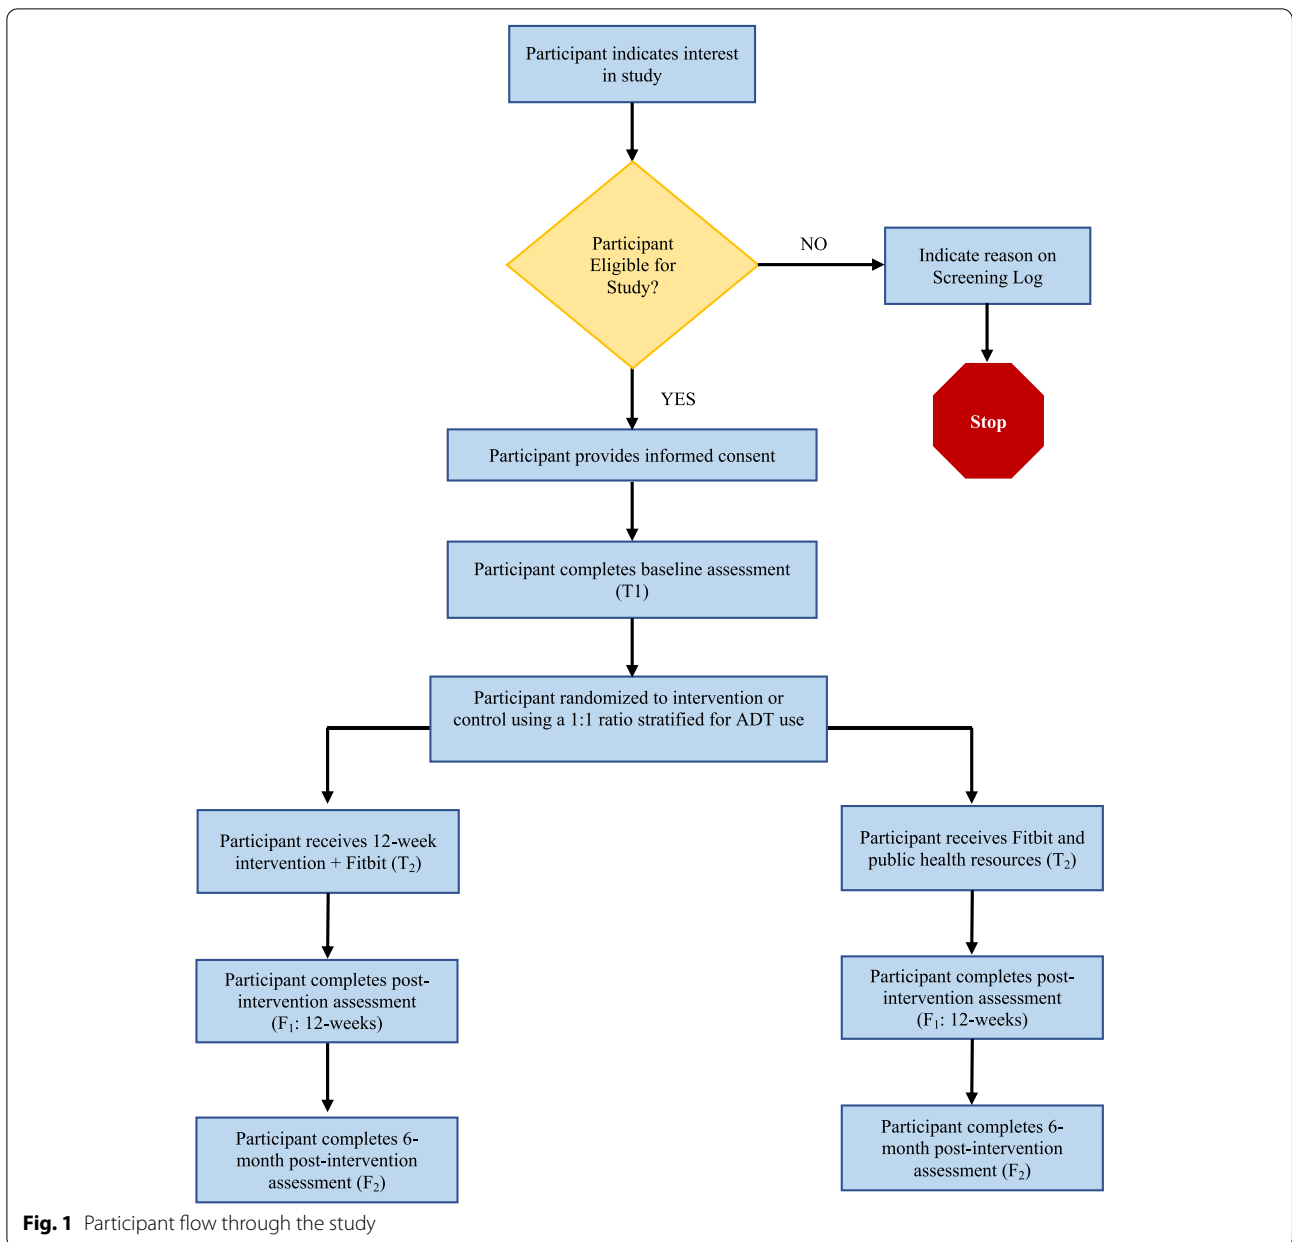 Participant indicates interest
in study
Participant
Eligible for
Study?
NO
Indicate reason on
Screening Log
Stop
YES
Participant provides informed consent
Participant completes baseline assessment
(T1)
Participant randomized to intervention or
control using a 1:1 ratio stratified for ADT use
Participant receives 12-week
intervention + Fitbit (T₂)
Participant receives Fitbit and
public health resources (T₂)
Participant completes post-
intervention assessment
(F₁: 12-weeks)
Participant completes post-
intervention assessment
(F₁: 12-weeks)
Participant completes 6-
month post-intervention
assessment (F₂)
Participant completes 6-
month post-intervention
assessment (F₂)
Fig. 1 Participant flow through the study